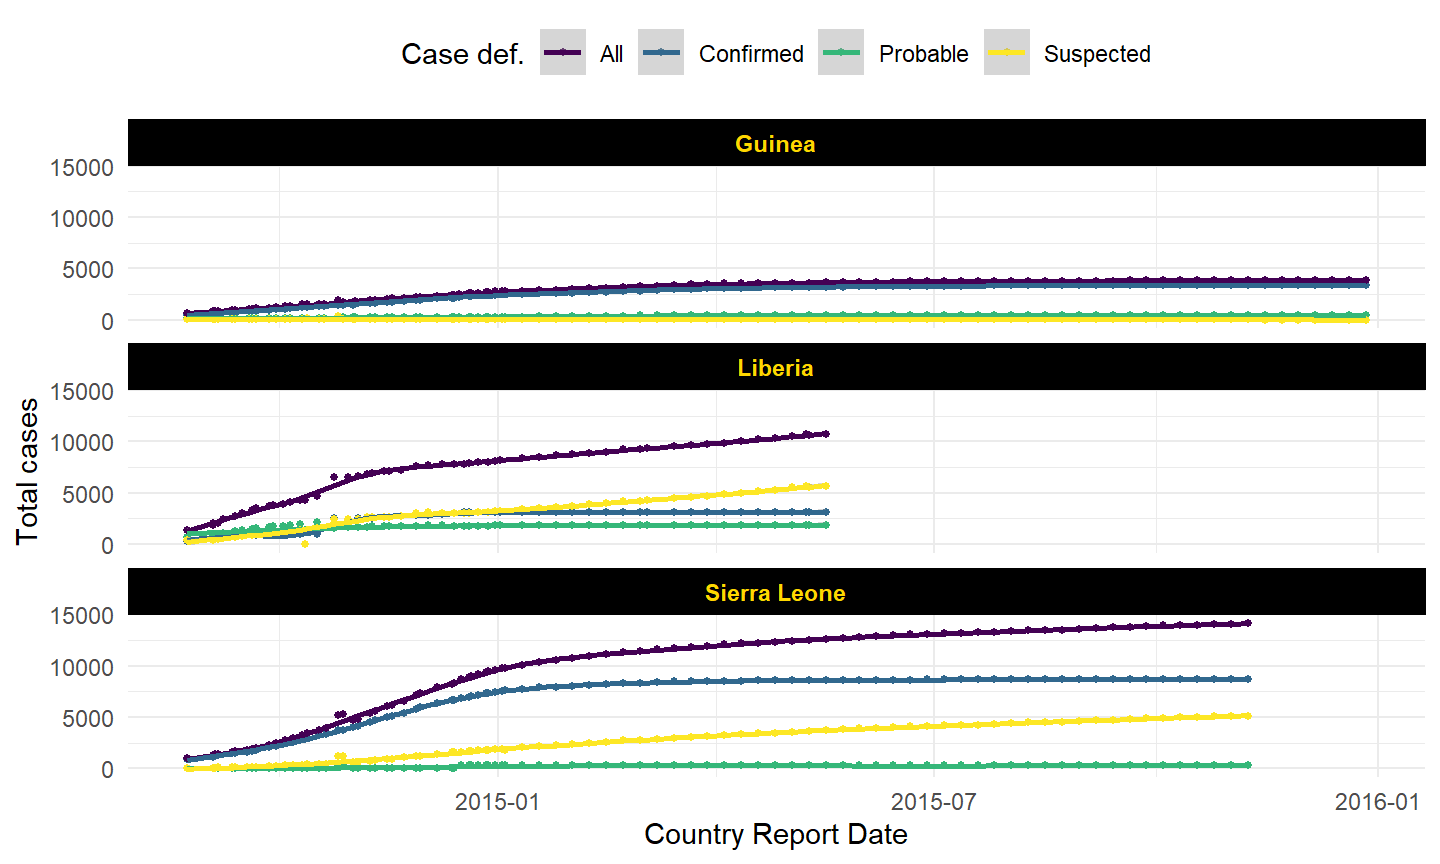 Case def. All Confirmed Probable Suspected
Guinea
15000
10000
5000
0
Liberia
15000
10000
5000
0
Total cases
Sierra Leone
15000
10000
5000
0
2015-01 2015-07 2016-01
Country Report Date